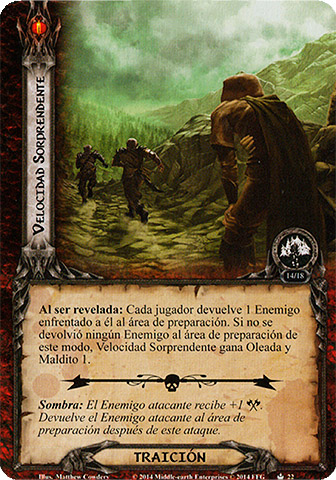 VELOCIDAD SORPRENDENTE
14/18
Al ser revelada: Cada jugador devuelve 1 Enemigo
enfrentado a él al área de preparación. Si no se
devolvió ningún Enemigo al área de preparación de
este modo, Velocidad Sorprendente gana Oleada y
Maldito 1.
Sombra: El Enemigo atacante recibe +1
Devuelve el Enemigo atacante al área de
preparación después de este ataque.
TRAICIÓN
Illus. Matthew Cowdery © 2014 Middle-earth Enterprises © 2014 FFG 22